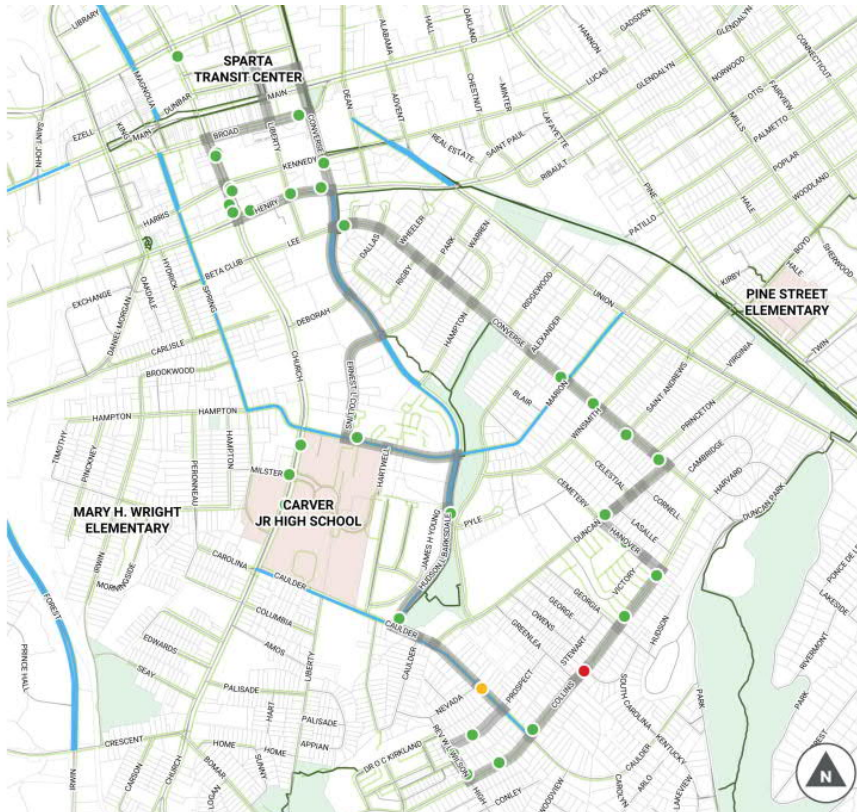 LIBRARY
MAGNOLIA
SPARTA
TRANSIT CENTER
ALABAMA
HALL
OAKLAND
HANNON
GADSDEN
GLENDALYN
CONNECTICUT
LUCAS
GLENDALYN
NORWOOD
FAIRVIEW
OTIS
PALMETTO
MILLS
DUNBAR
MAIN
DEAN
ADVENT
CHESTNUT
MINTER
LAFAYETTE
SAINT JOHN
EZELL
KING
MAIN
BROAD
LIBERTY
CONVERSE
REAL ESTATE
SAINT PAUL
KENNEDY
RIBAULT
PINE
POPLAR
WOODLAND
HALE
HARRIS
HENRY
PATILLO
BOYD
SHERWOOD
HALE
LEE
DALLAS
WHEELER
PARK
WARREN
OAKDALE
HYDRICK
BETA CLUB
RIGBY
KIRBY
EXCHANGE
SPRING
RIDGEWOOD
UNION
PINE STREET
ELEMENTARY
DANIEL MORGAN
DEBORAH
HAMPTON
CONVERSE
ALEXANDER
CARLISLE
CHURCH
VIRGINIA
TWIN
BROOKWOOD
ERNEST L COLLINS
BLAIR
MARION
SAINT ANDREWS
HAMPTON
HAMPTON
WINSMITH
PRINCETON
TIMOTHY
PINCKNEY
PERONNEAU
HAMPTON
MILSTER
HARTWELL
CELESTIAL
CAMBRIDGE
HARVARD
CEMETERY
CORNELL
DUNCAN PARK
MARY H. WRIGHT
ELEMENTARY
CARVER
JR HIGH SCHOOL
PYLE
DUNCAN
HANOVER
LASALLE
JAMES H YOUNG
HUDSON L BARKSDALE
IRWIN
MORNINGSIDE
CAROLINA
CAULDER
VICTORY
PONCE DE LE
FOREST
COLUMBIA
GEORGIA
GEORGE
OWENS
GREENLEA
STEWART
HUDSON
LAKESIDE
CAULDER
EDWARDS
AMOS
LIBERTY
CAULDER
RIVERMONT
PRINCE HALL
SEAY
PALISADE
HART
NEVADA
PROSPECT
COLLINS
SOUTH CAROLINA
PARK
PARK
PALISADE
REV W L WILSON
CRESCENT
HOME
HOME
APPIAN
DR O C KIRKLAND
KENTUCKY
CAULDER
CARSON
CHURCH
BOMAR
SUNNY
LOGAN
HIGH
CONLEY
WOODVIEW
CAROLYN
ARLO
LAKEVIEW
N